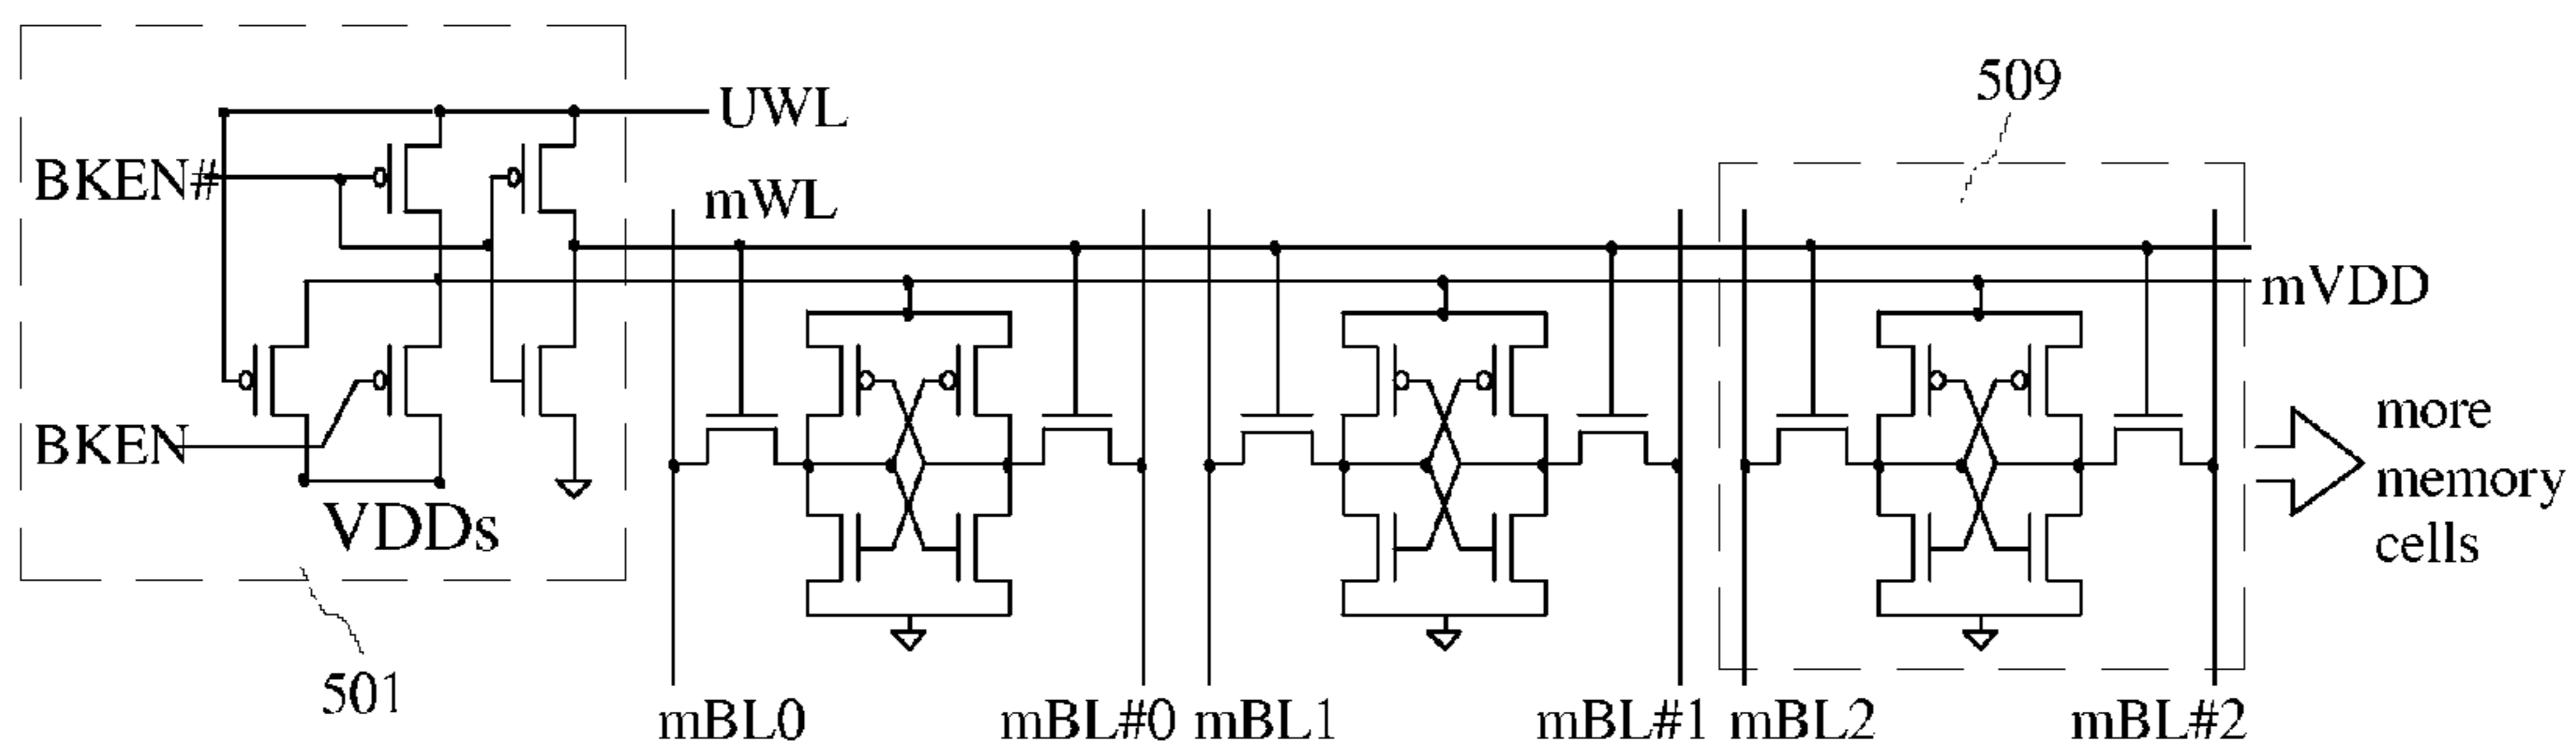 509
UWL
BKEN#
mWL
mVDD
BKEN
VDDs
more
memory
cells
501
mBL0
mBL#0
mBL1
mBL#1
mBL2
mBL#2